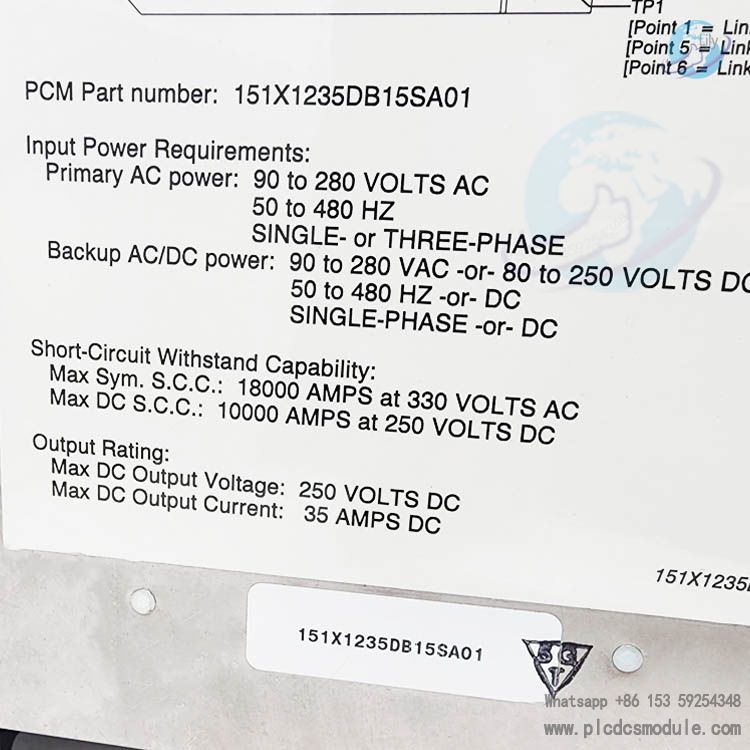 TP1
[Point 1 = Lin
[Point 5 = Link
[Point 6 = Link
PCM Part number: 151X1235DB15SA01
Input Power Requirements:
Primary AC power: 90 to 280 VOLTS AC
50 to 480 HZ
SINGLE- or THREE-PHASE
Backup AC/DC power: 90 to 280 VAC -or- 80 to 250 VOLTS DC
50 to 480 HZ -or- DC
SINGLE-PHASE -or- DC
Short-Circuit Withstand Capability:
Max Sym. S.C.C.: 18000 AMPS at 330 VOLTS AC
Max DC S.C.C.: 10000 AMPS at 250 VOLTS DC
Output Rating:
Max DC Output Voltage: 250 VOLTS DC
Max DC Output Current: 35 AMPS DC
151X1235
151X1235DB15SA01
Whatsapp +86 153 59254348
www.plcdcsmodule.com